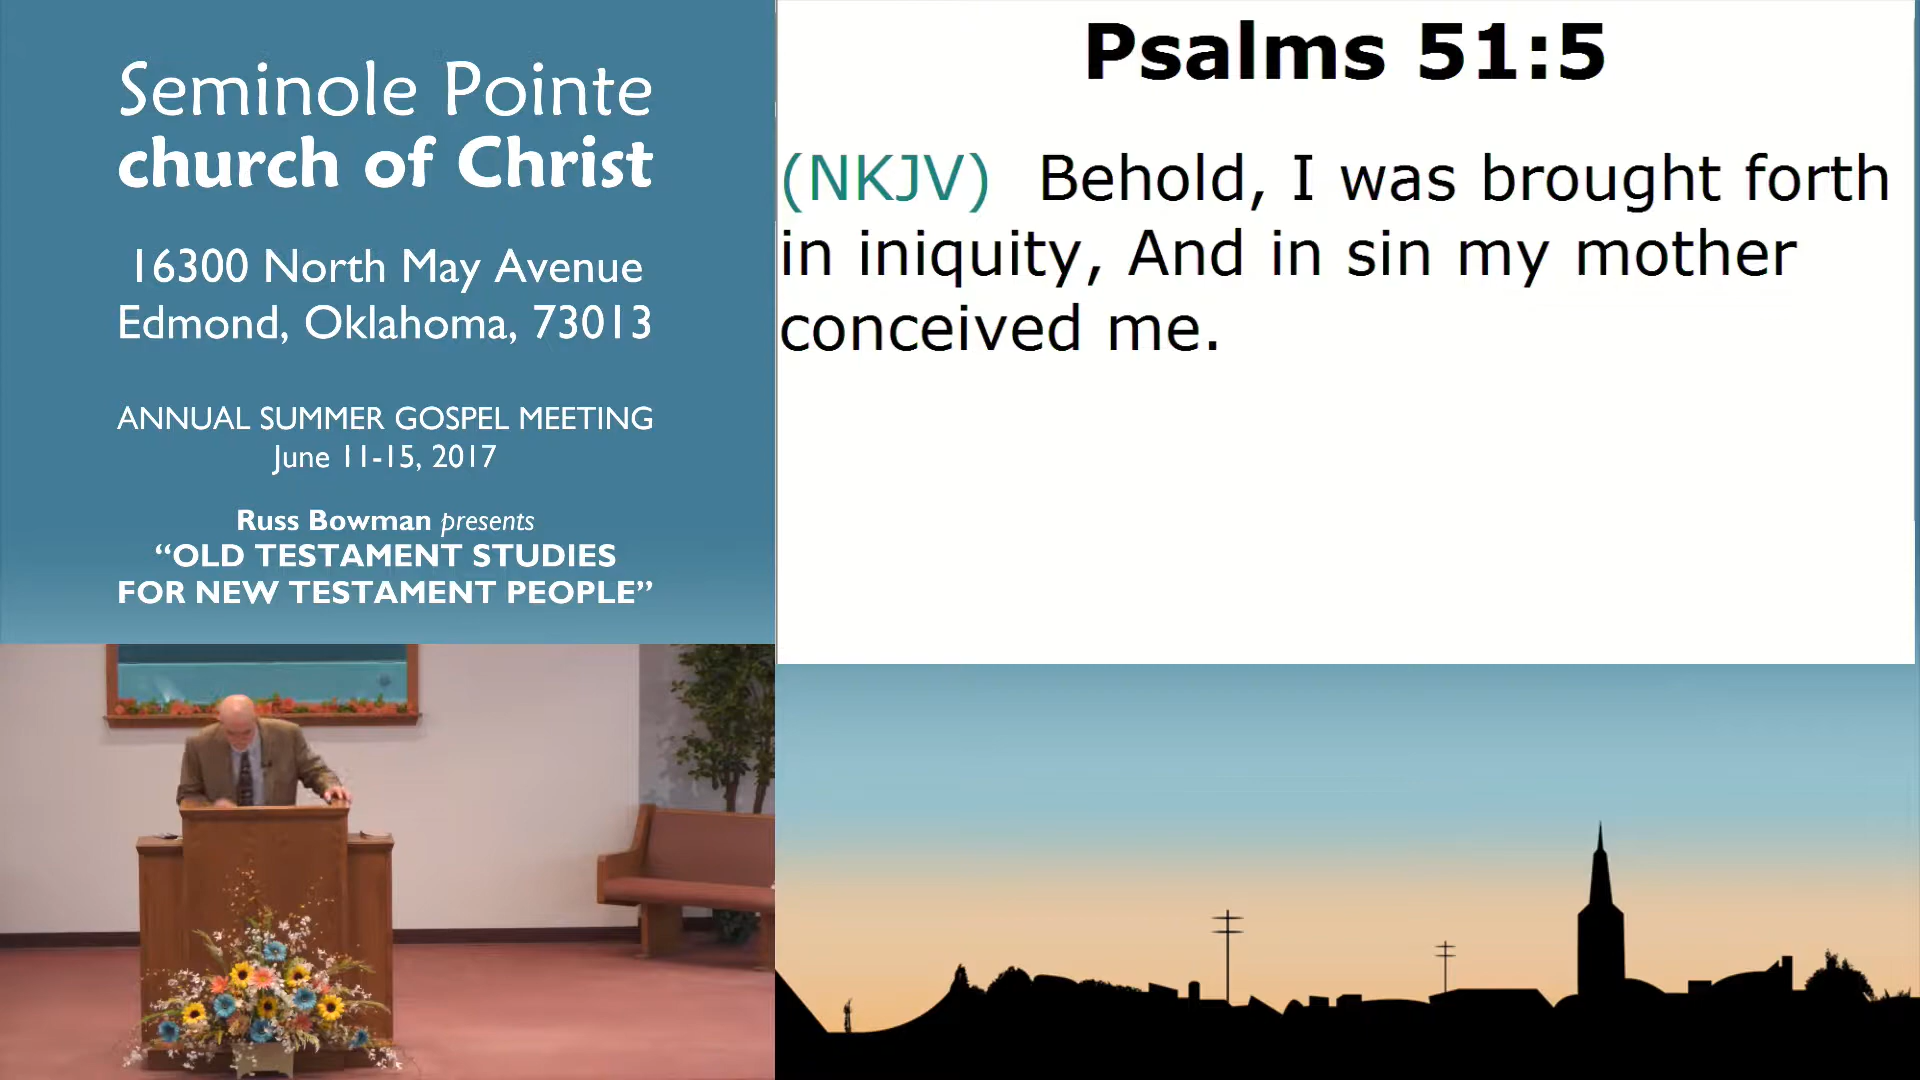 Seminole Pointe
church of Christ
16300 North May Avenue
Edmond, Oklahoma, 73013
ANNUAL SUMMER GOSPEL MEETING
June 11-15, 2017
Russ Bowman presents
“OLD TESTAMENT STUDIES
FOR NEW TESTAMENT PEOPLE”
Psalms 51:5
(NKJV) Behold, I was brought forth
in iniquity, And in sin my mother
conceived me.